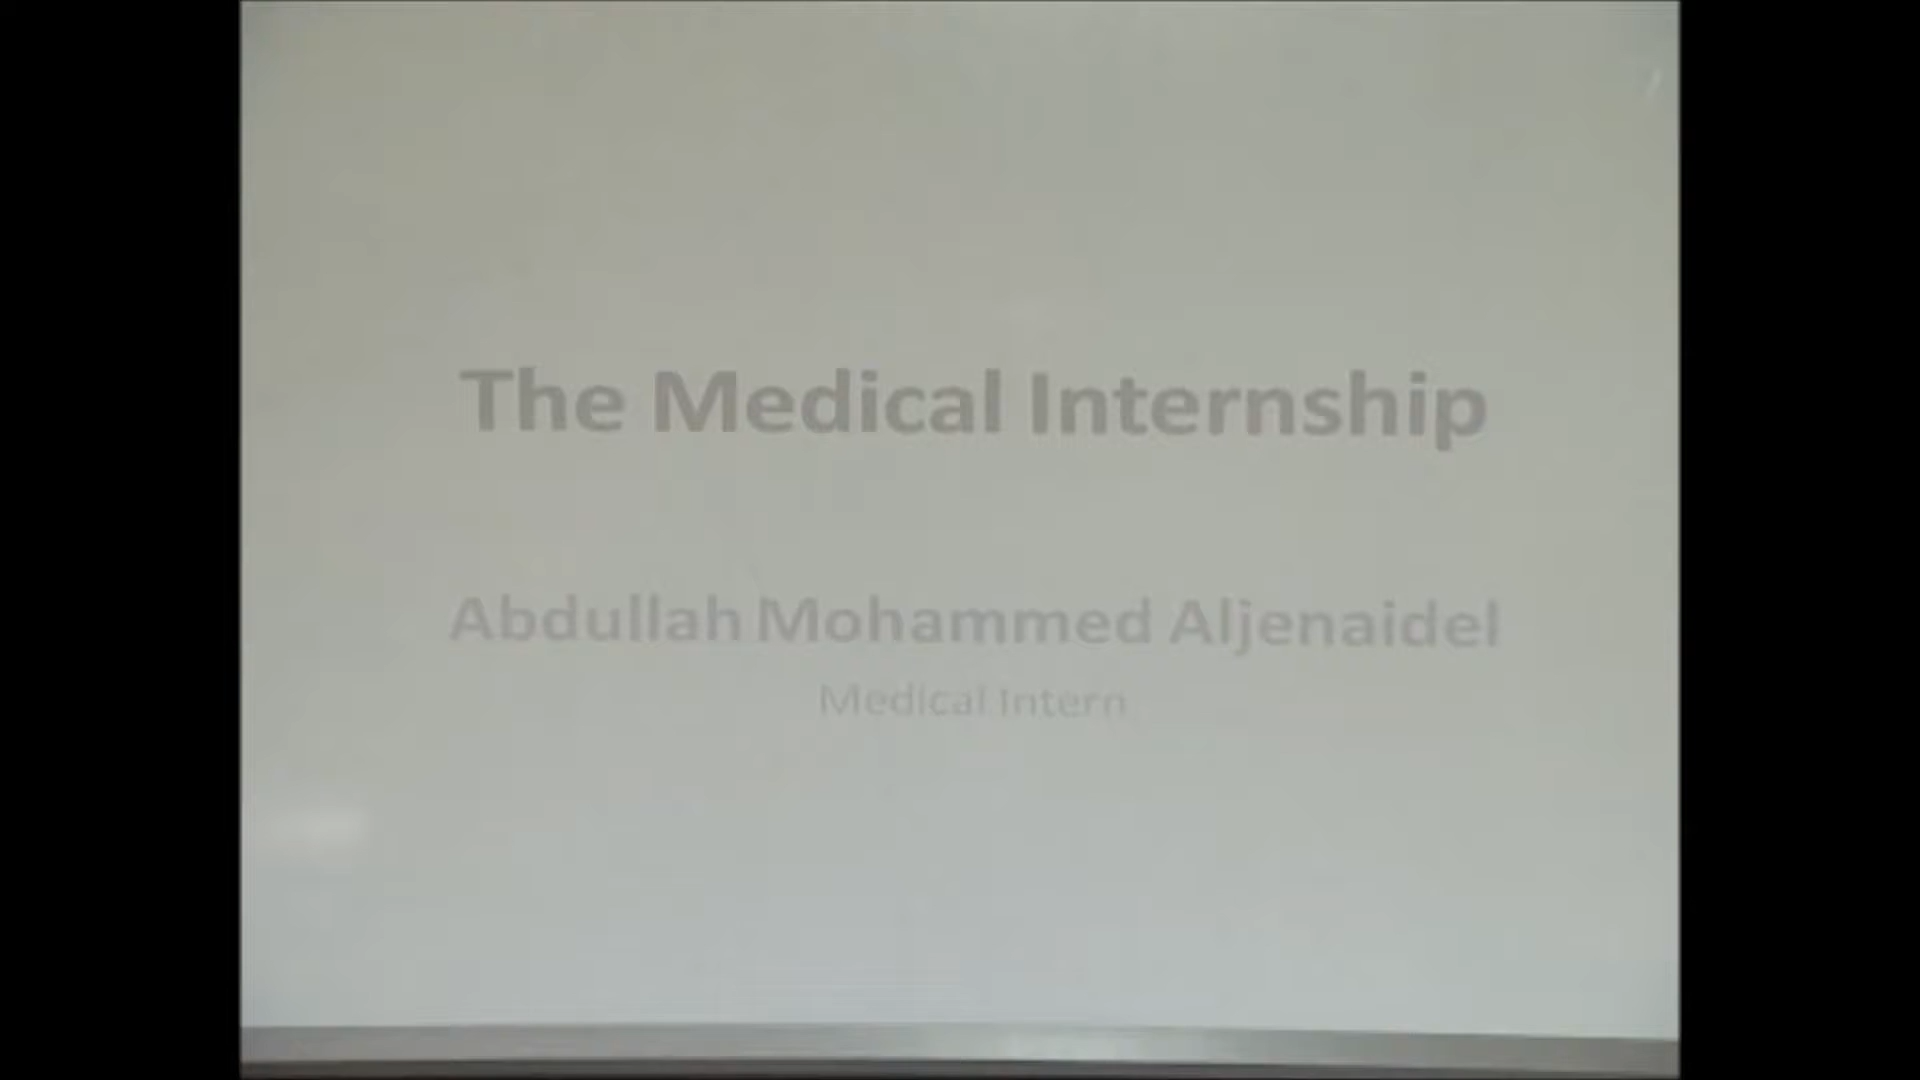 The Medical Internship
Abdullah Mohammed Aljenaidel
Medical Intern